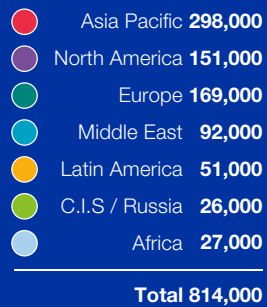 Asia Pacific 298,000
North America 151,000
Europe 169,000
Middle East 92,000
Latin America 51,000
C.I.S / Russia 26,000
Africa 27,000
Total 814,000